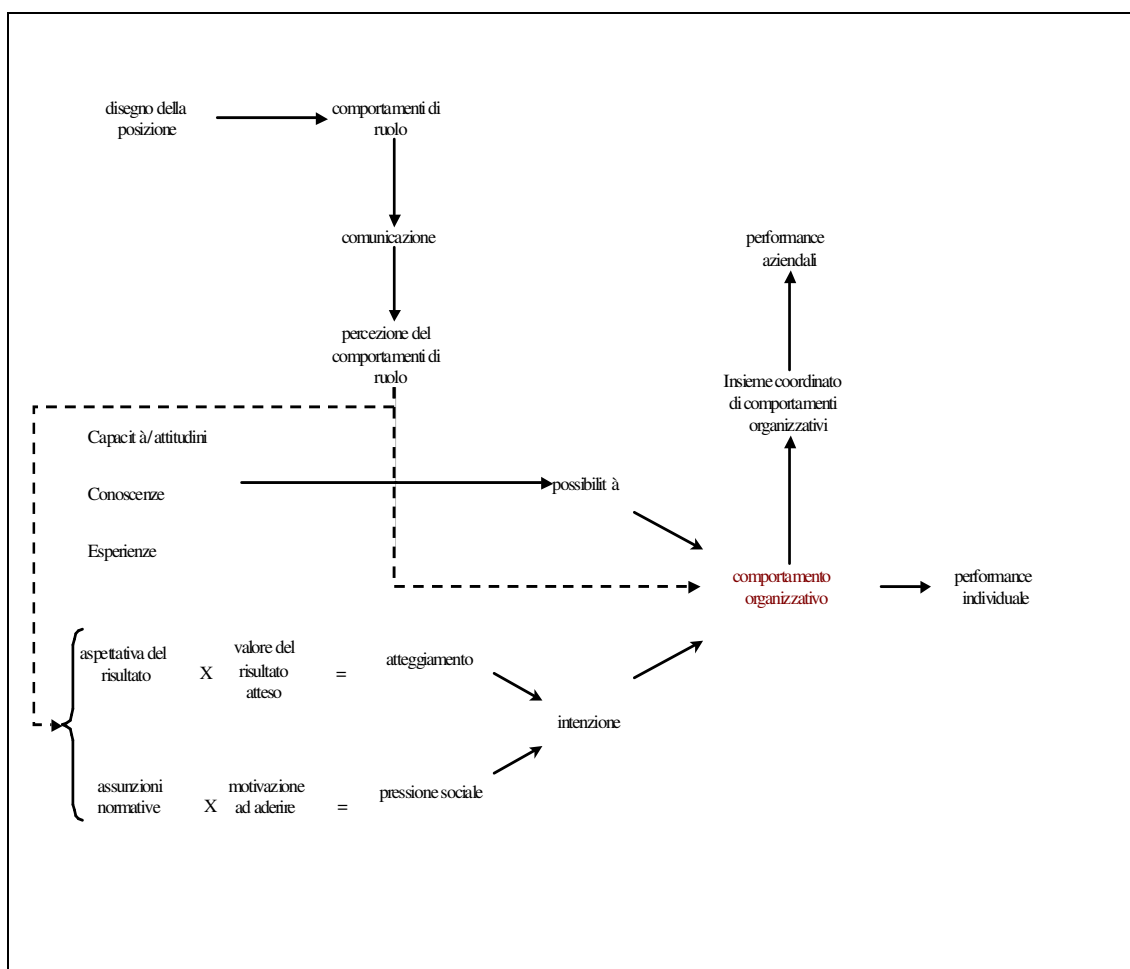 disegno della
posizione
comportamenti di
ruolo
comunicazione
performance
aziendali
percezione del
comportamenti di
ruolo
Insieme coordinato
di comportamenti
organizzativi
Capacit à/ attitudini
Conoscenze
possibilit à
Esperienze
comportamento
organizzativo
performance
individuale
aspettativa del
risultato
X
valore del
risultato
atteso
=
atteggiamento
intenzione
assunzioni
normative
X
motivazione
ad aderire
=
pressione sociale